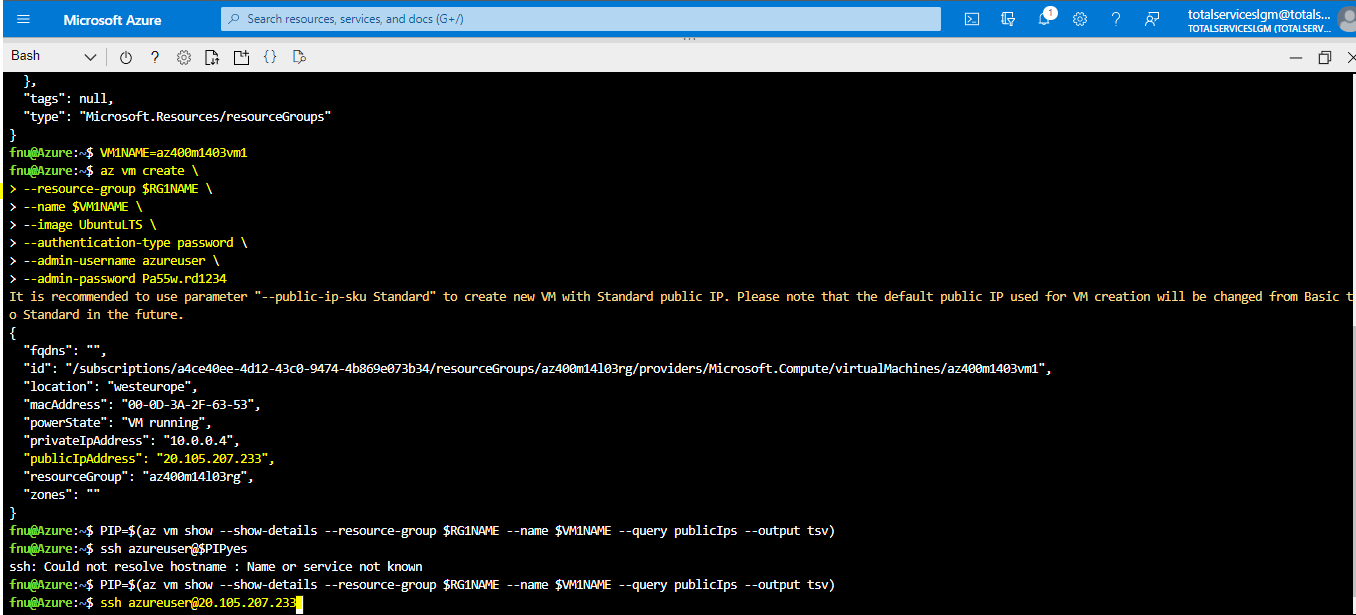 Microsoft Azure
Search resources, services, and docs (G+/)
1
totalserviceslgm@totals...
TOTALSERVICESLGM (TOTALSERV...
Bash
},
"tags": null,
"type": "Microsoft.Resources/resourceGroups"
}
fnu@Azure:~$ VM1NAME=az400m1403vm1
fnu@Azure:~$ az vm create \
> --resource-group $RG1NAME \
> --name $VM1NAME \
> --image UbuntuLTS \
> --authentication-type password \
> --admin-username azureuser \
> --admin-password Pa55w.rd1234
It is recommended to use parameter "--public-ip-sku Standard" to create new VM with Standard public IP. Please note that the default public IP used for VM creation will be changed from Basic t
o Standard in the future.
{
"fqdns": "",
"id": "/subscriptions/a4ce40ee-4d12-43c0-9474-4b869e073b34/resourceGroups/az400m14l03rg/providers/Microsoft.Compute/virtualMachines/az400m1403vm1",
"location": "westeurope",
"macAddress": "00-0D-3A-2F-63-53",
"powerState": "VM running",
"privateIpAddress": "10.0.0.4",
"publicIpAddress": "20.105.207.233",
"resourceGroup": "az400m14l03rg",
"zones": ""
}
fnu@Azure:~$ PIP=$(az vm show --show-details --resource-group $RG1NAME --name $VM1NAME --query publicIps --output tsv)
fnu@Azure:~$ ssh azureuser@$PIPyes
ssh: Could not resolve hostname : Name or service not known
fnu@Azure:~$ PIP=$(az vm show --show-details --resource-group $RG1NAME --name $VM1NAME --query publicIps --output tsv)
fnu@Azure:~$ ssh azureuser@20.105.207.233